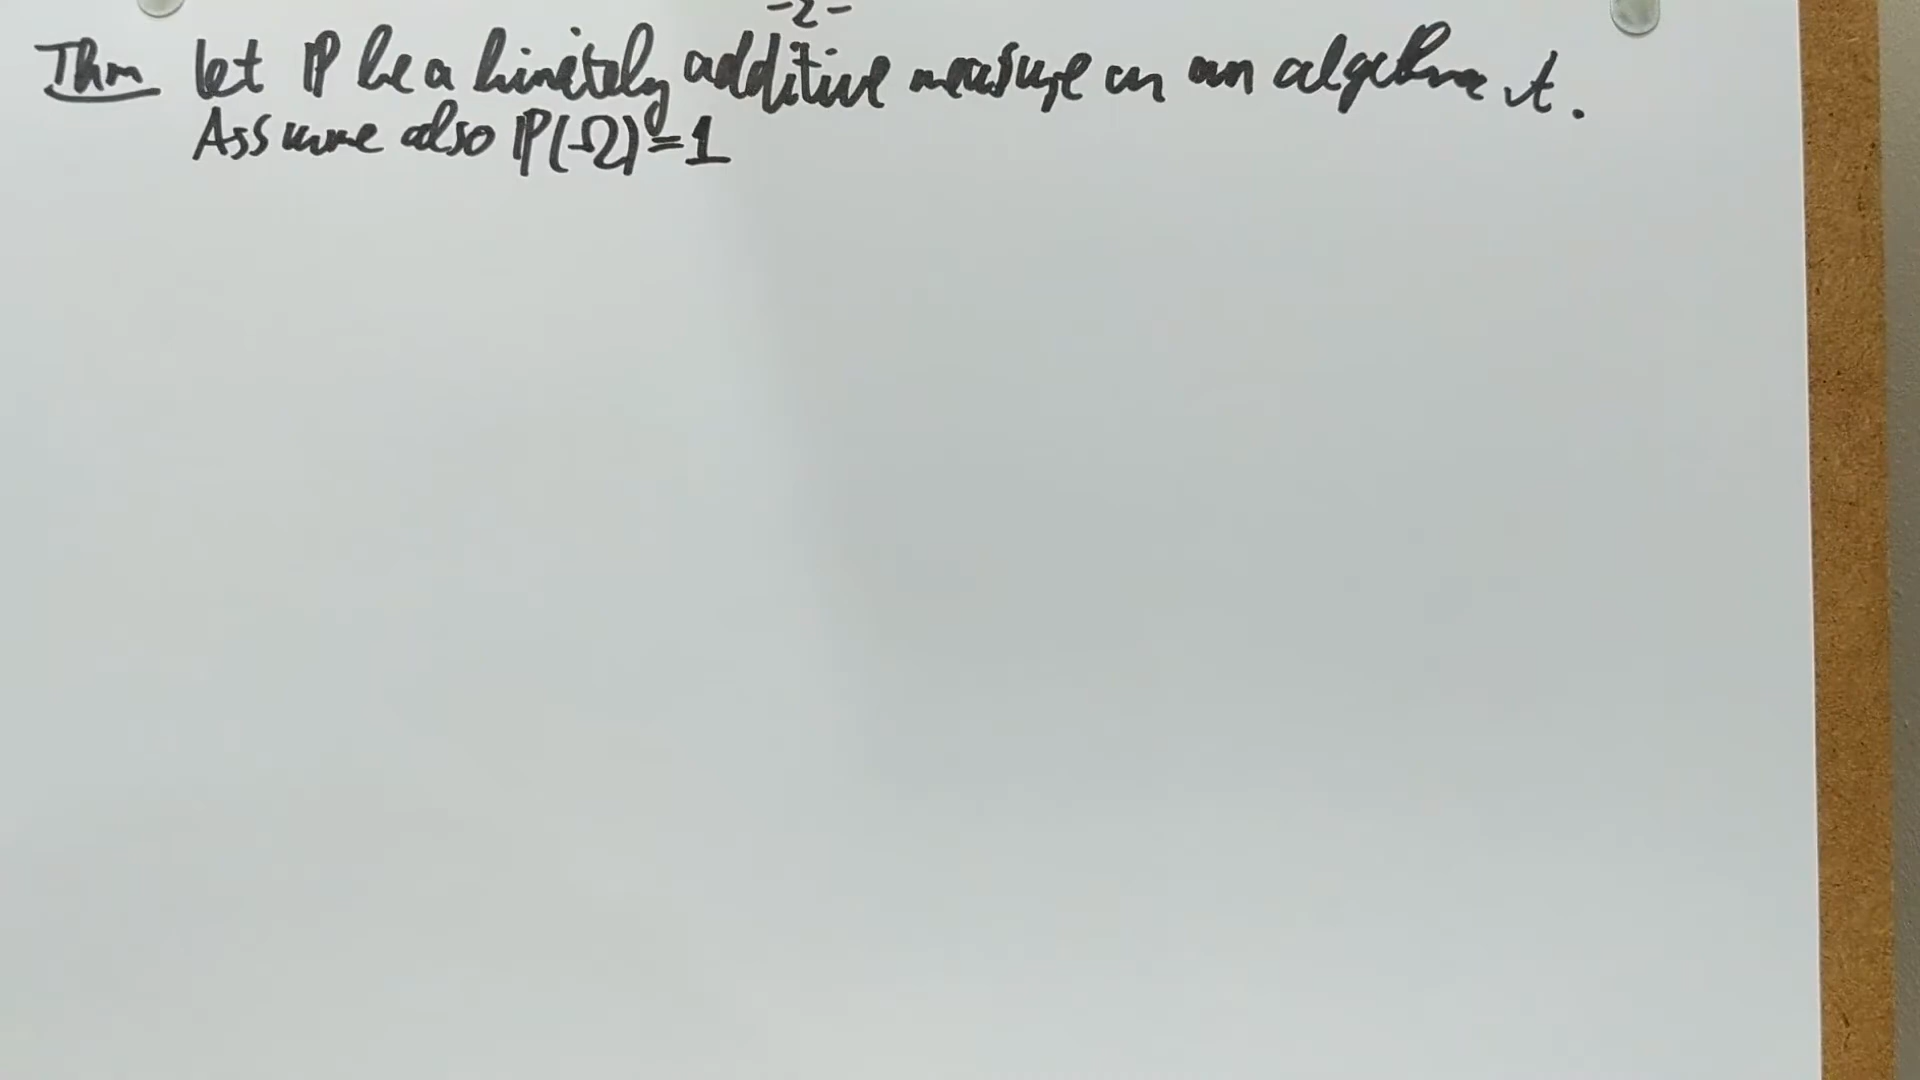 -2-
Thm Let ℙ be a finitely additive measure on an algebra A.
Assume also ℙ(Ω)=1